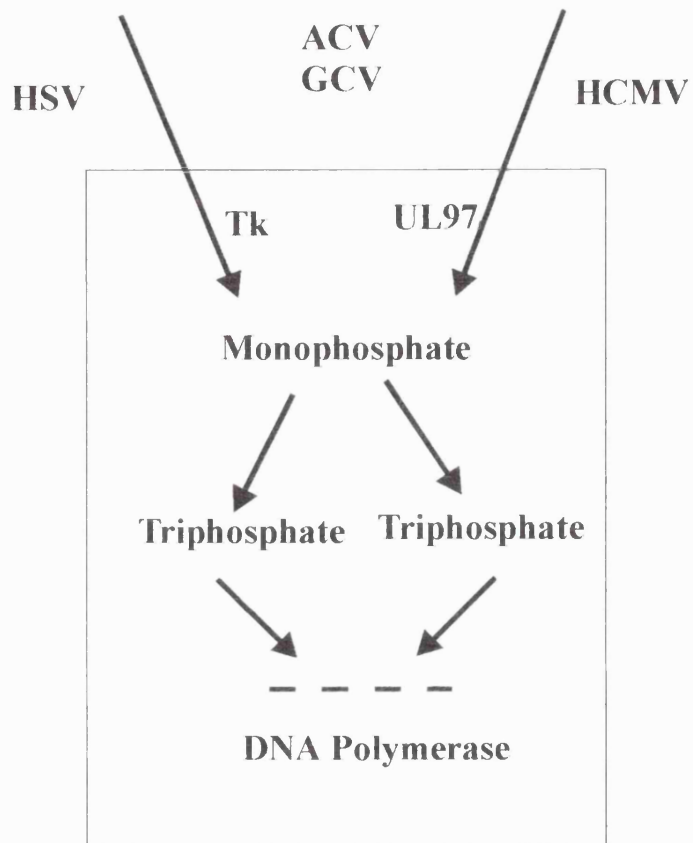 ACV
GCV
HSV
HCMV
Tk
UL97
Monophosphate
Triphosphate
Triphosphate
DNA Polymerase